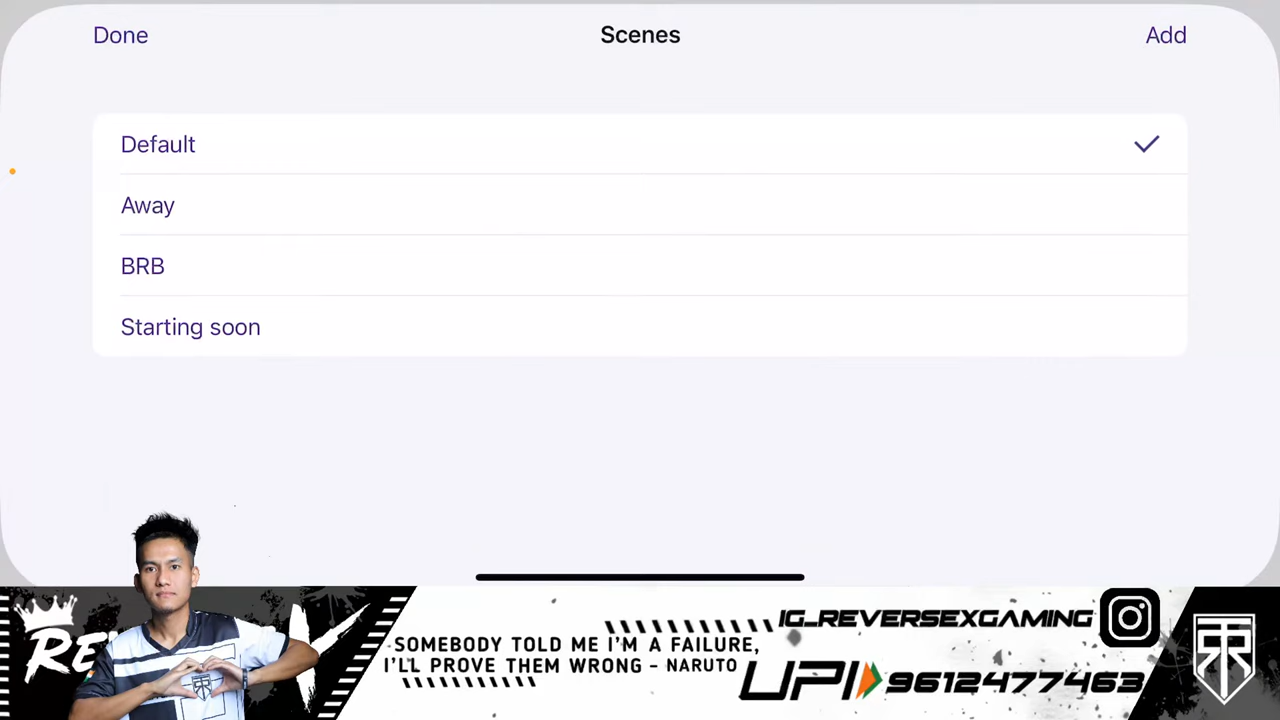 Done
Scenes
Add
Default
Away
BRB
Starting soon
SOMEBODY TOLD ME I'M A FAILURE,
I'LL PROVE THEM WRONG – NARUTO
IG_REVERSEXGAMING
UPI 9612477463